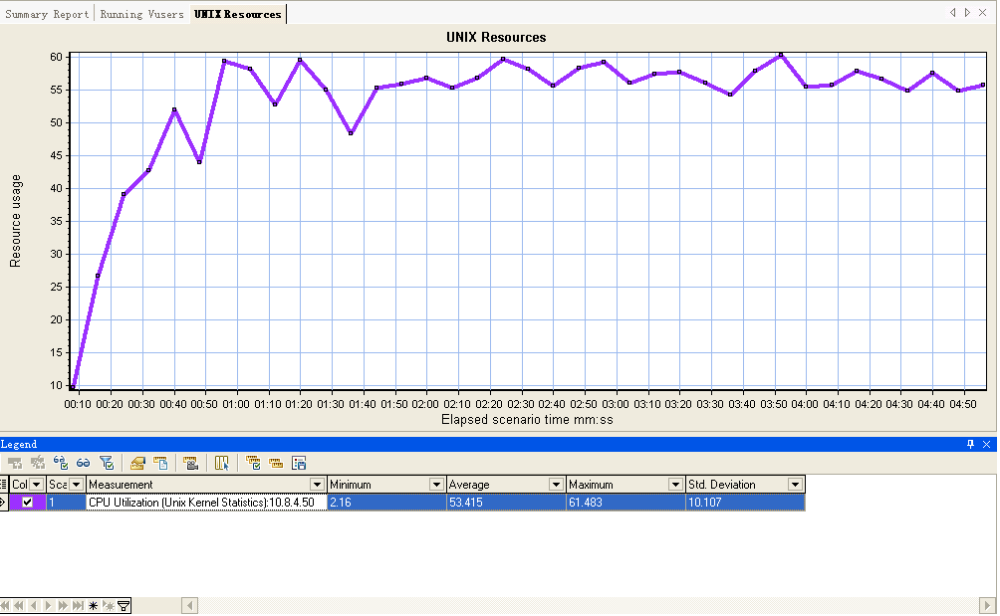 Summary Report Running Vusers UNIX Resources
UNIX Resources
Resource usage
60
55
50
45
40
35
30
25
20
15
10
00:10 00:20 00:30 00:40 00:50 01:00 01:10 01:20 01:30 01:40 01:50 02:00 02:10 02:20 02:30 02:40 02:50 03:00 03:10 03:20 03:30 03:40 03:50 04:00 04:10 04:20 04:30 04:40 04:50
Elapsed scenario time mm:ss
Legend
Col Sca Measurement Minimum Average Maximum Std. Deviation
1 CPU Utilization (Unix Kernel Statistics):10.8.4.50 2.16 53.415 61.483 10.107